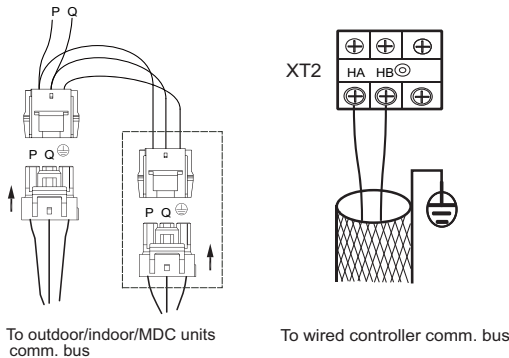 P Q
P Q
P Q
To outdoor/indoor/MDC units
comm. bus
XT2
HA HB
To wired controller comm. bus